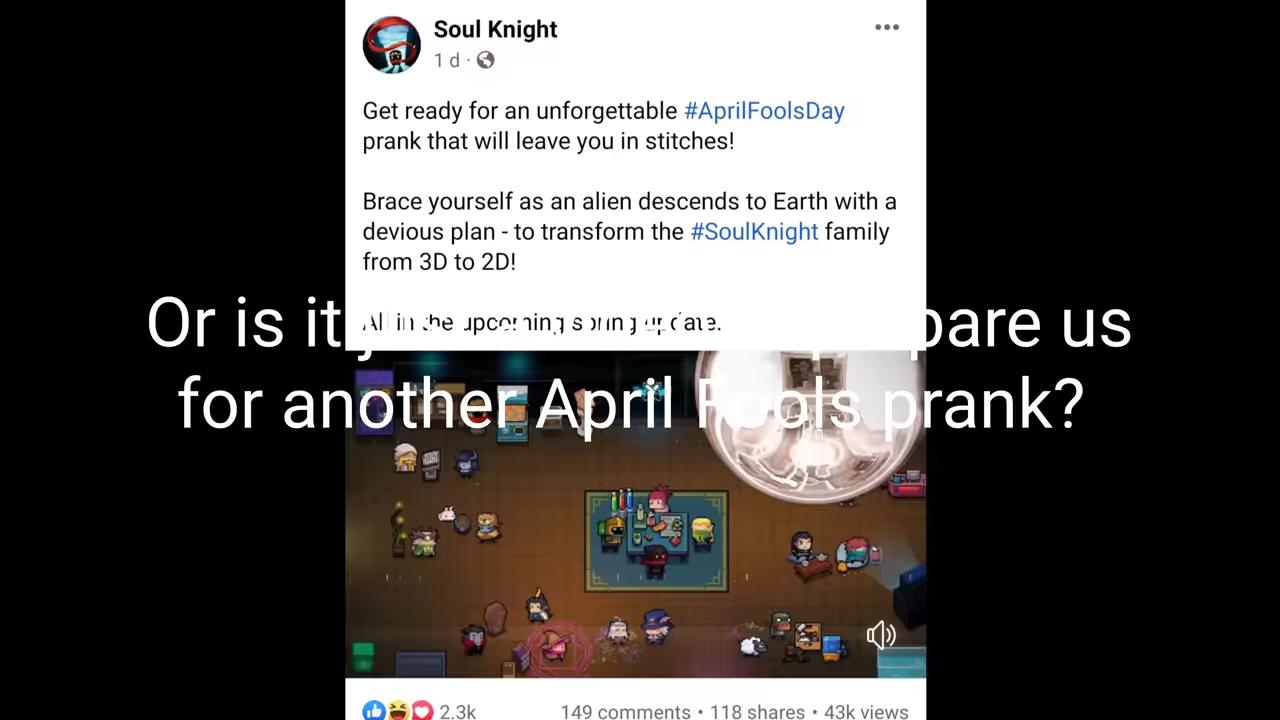 Soul Knight
1 d ·
Get ready for an unforgettable #AprilFoolsDay
prank that will leave you in stitches!
Brace yourself as an alien descends to Earth with a
devious plan - to transform the #SoulKnight family
from 3D to 2D!
All in the upcoming spring update.
Or is it us
for another April Fools prank?
2.3k
149 comments • 118 shares • 43k views